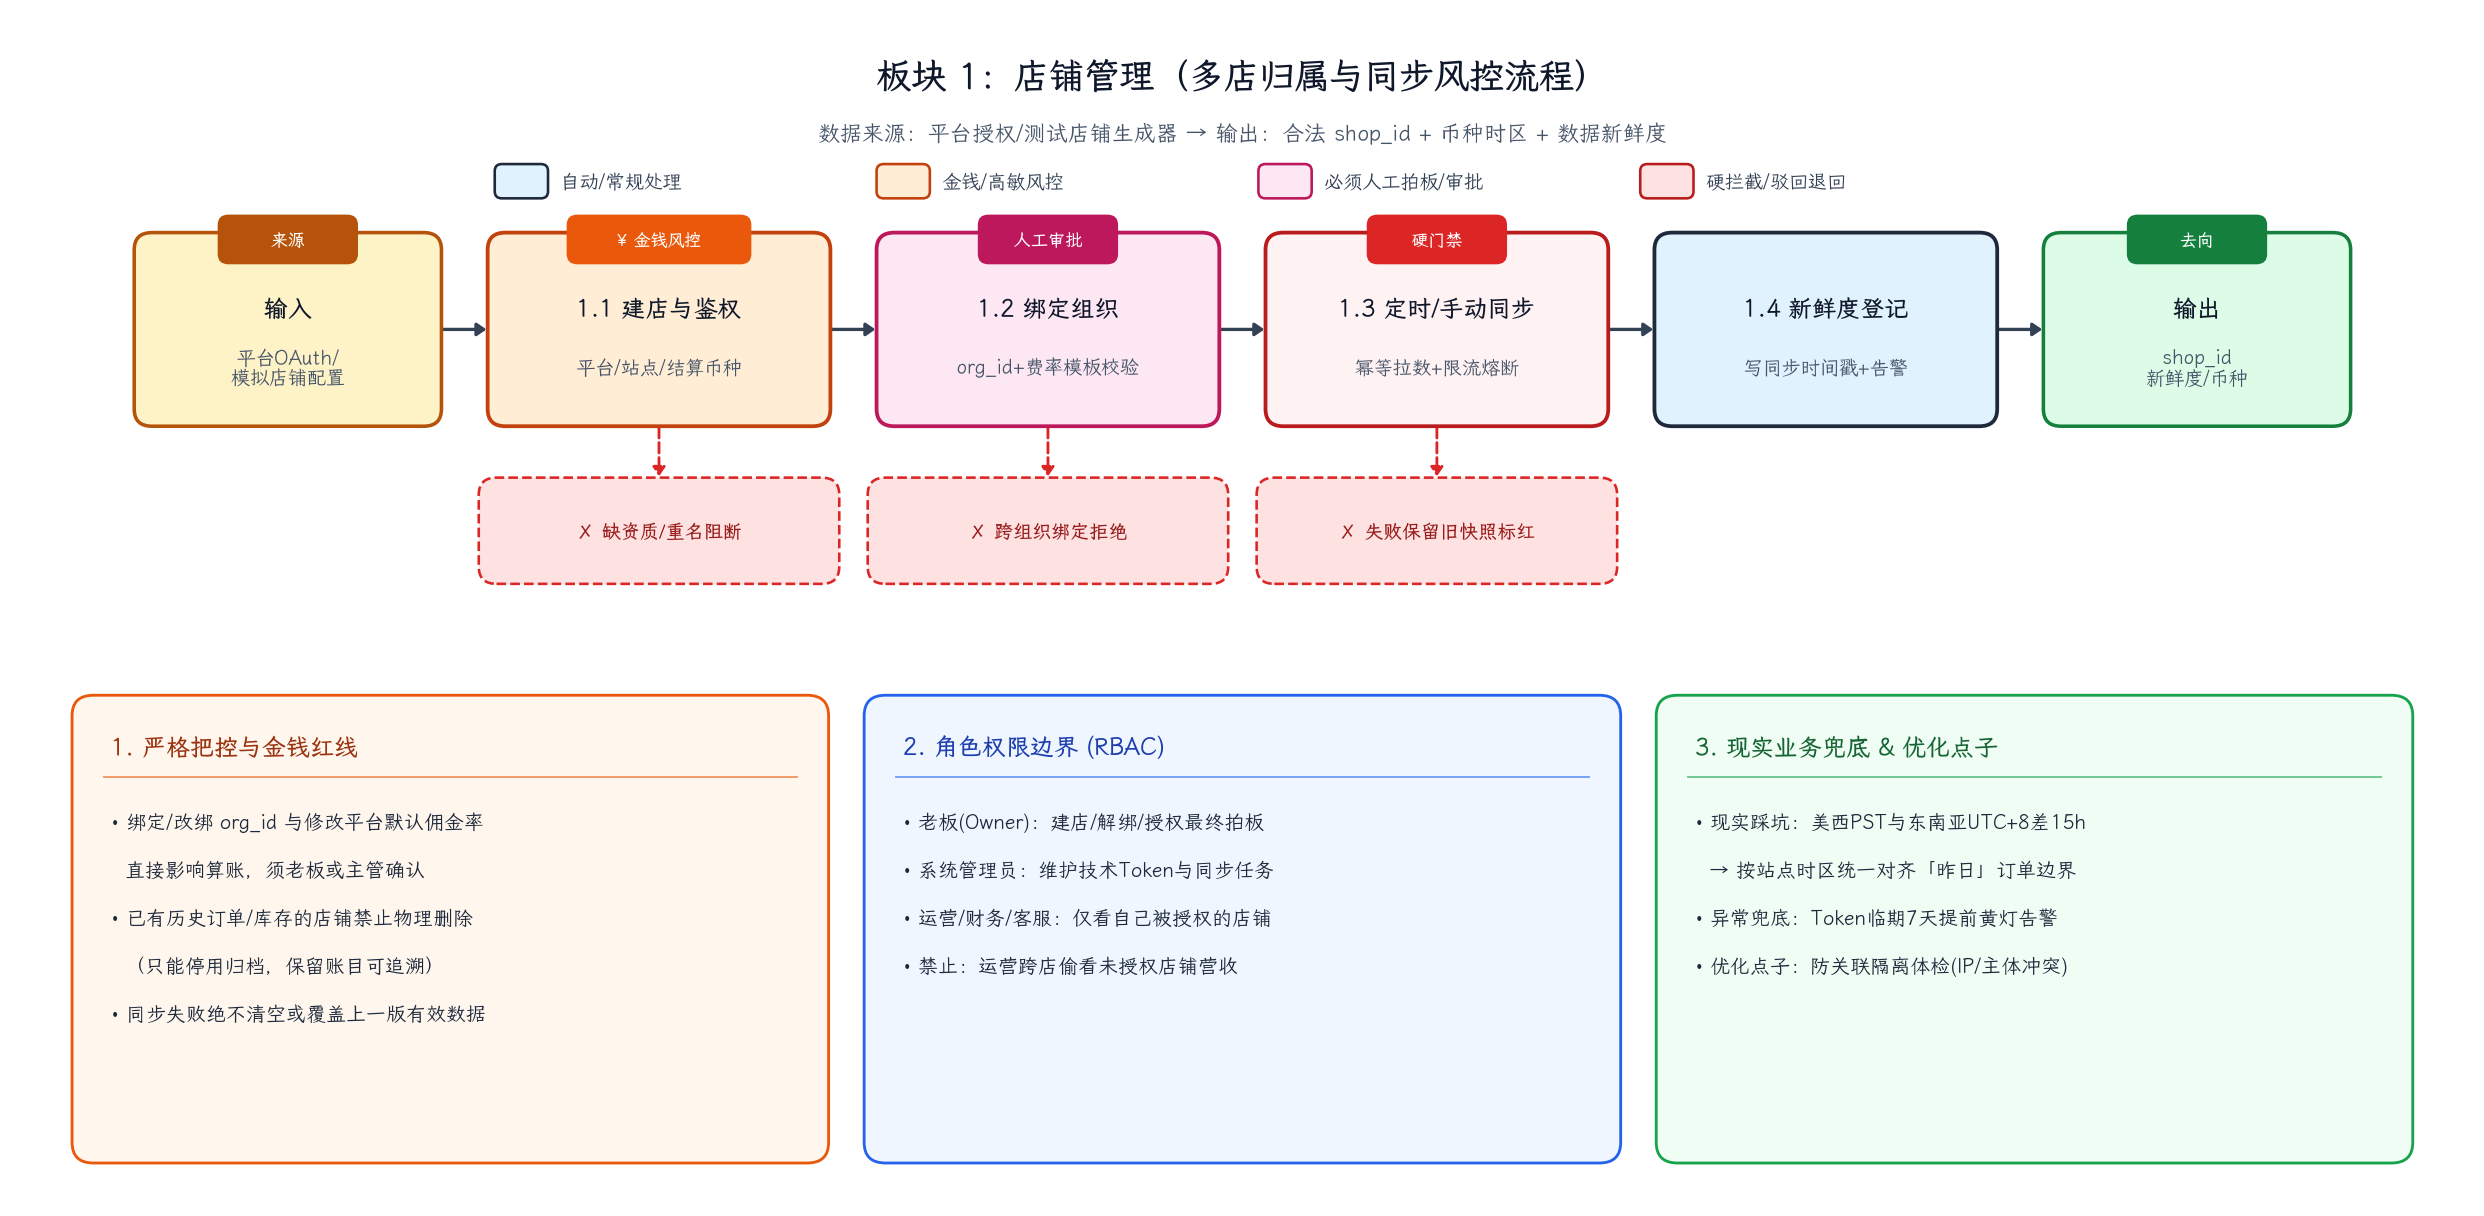 板块 1：店铺管理（多店归属与同步风控流程）
数据来源：平台授权/测试店铺生成器 → 输出：合法 shop_id + 币种时区 + 数据新鲜度
自动/常规处理
金钱/高敏风控
必须人工拍板/审批
硬拦截/驳回退回
来源
输入
平台OAuth/
模拟店铺配置
¥ 金钱风控
1.1 建店与鉴权
平台/站点/结算币种
人工审批
1.2 绑定组织
org_id+费率模板校验
硬门禁
1.3 定时/手动同步
幂等拉数+限流熔断
1.4 新鲜度登记
写同步时间戳+告警
去向
输出
shop_id
新鲜度/币种
X 缺资质/重名阻断
X 跨组织绑定拒绝
X 失败保留旧快照标红
1. 严格把控与金钱红线
• 绑定/改绑 org_id 与修改平台默认佣金率
直接影响算账，须老板或主管确认
• 已有历史订单/库存的店铺禁止物理删除
（只能停用归档，保留账目可追溯）
• 同步失败绝不清空或覆盖上一版有效数据
2. 角色权限边界 (RBAC)
• 老板(Owner)：建店/解绑/授权最终拍板
• 系统管理员：维护技术Token与同步任务
• 运营/财务/客服：仅看自己被授权的店铺
• 禁止：运营跨店偷看未授权店铺营收
3. 现实业务兜底 & 优化点子
• 现实踩坑：美西PST与东南亚UTC+8差15h
→ 按站点时区统一对齐「昨日」订单边界
• 异常兜底：Token临期7天提前黄灯告警
• 优化点子：防关联隔离体检(IP/主体冲突)